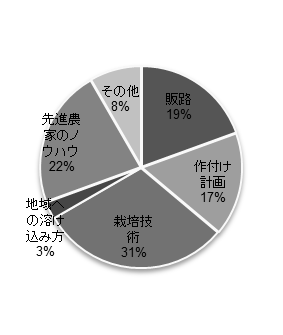 その他
8%
販路
19%
先進農
家のノ
ウハウ
22%
作付け
計画
17%
地域へ
の溶け
込み方
3%
栽培技
術
31%